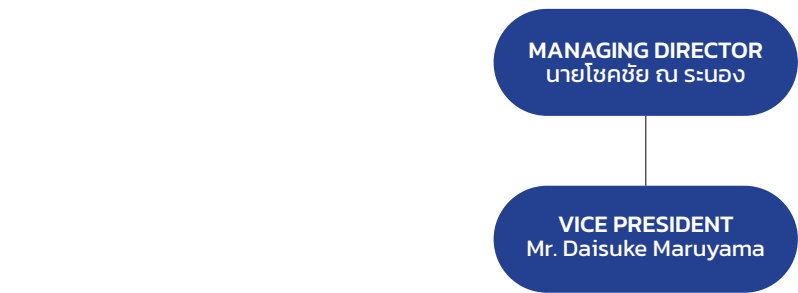 MANAGING DIRECTOR
นายโชคชัย ณ ระนอง
VICE PRESIDENT
Mr. Daisuke Maruyama